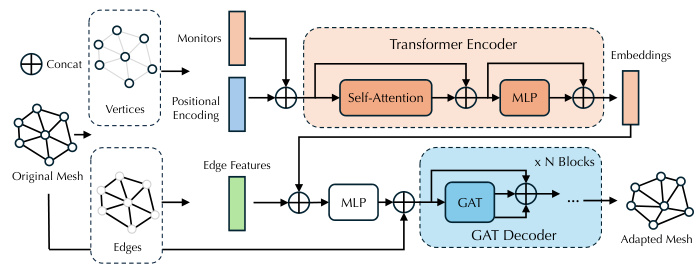 Monitors
Transformer Encoder
Embeddings
Concat
Vertices
Positional
Encoding
Self-Attention
MLP
Original Mesh
Edge Features
x N Blocks
MLP
GAT
...
Edges
GAT Decoder
Adapted Mesh